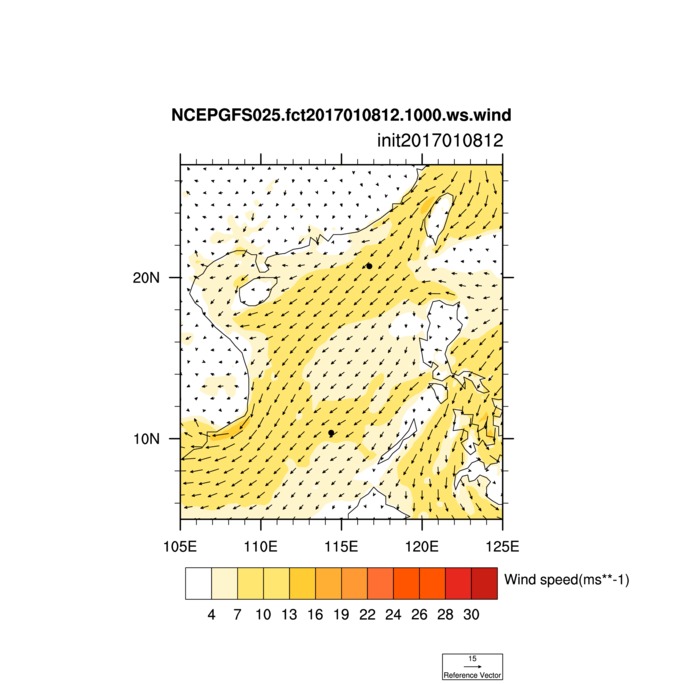 NCEPGFS025.fct2017010812.1000.ws.wind
init2017010812
20N
10N
105E 110E 115E 120E 125E
Wind speed(ms**-1)
4 7 10 13 16 19 22 24 26 28 30
15
Reference Vector